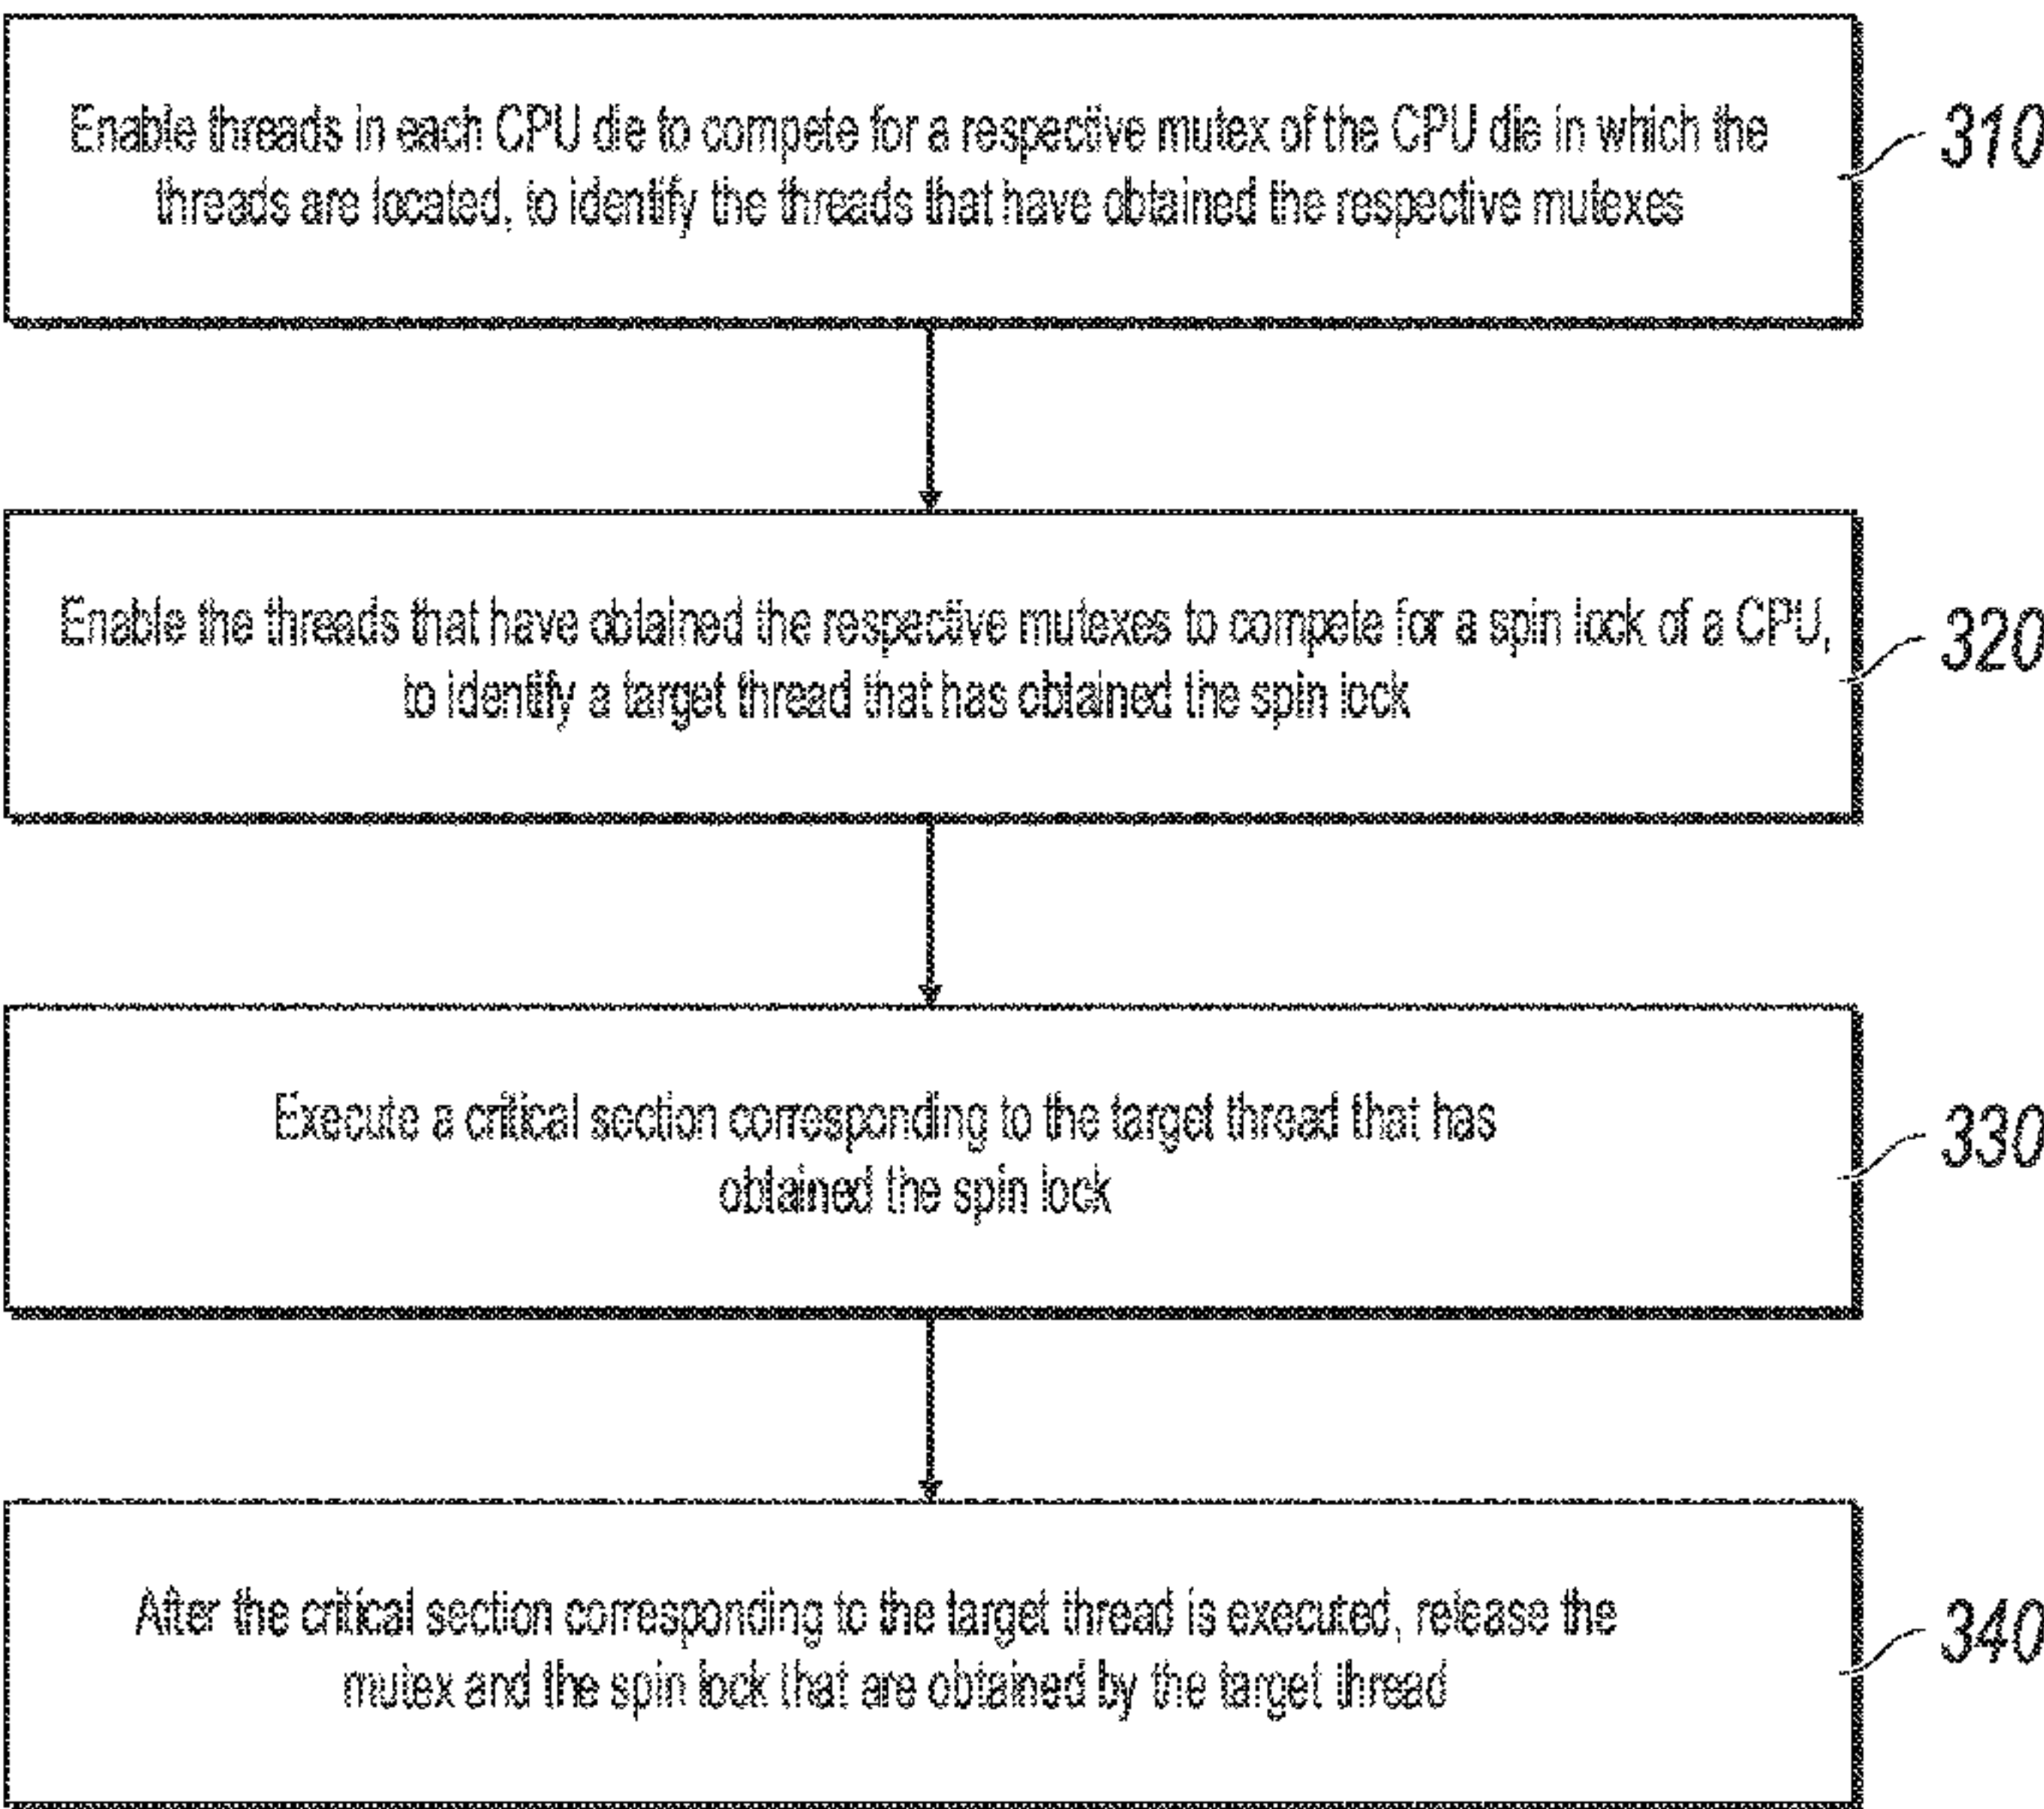 Enable threads in each CPU die to compete for a respective mutex of the CPU die in which the
threads are located, to identify the threads that have obtained the respective mutexes
310
Enable the threads that have obtained the respective mutexes to compete for a spin lock of a CPU,
to identify a target thread that has obtained the spin lock
320
Execute a critical section corresponding to the target thread that has
obtained the spin lock
330
After the critical section corresponding to the target thread is executed, release the
mutex and the spin lock that are obtained by the target thread
340